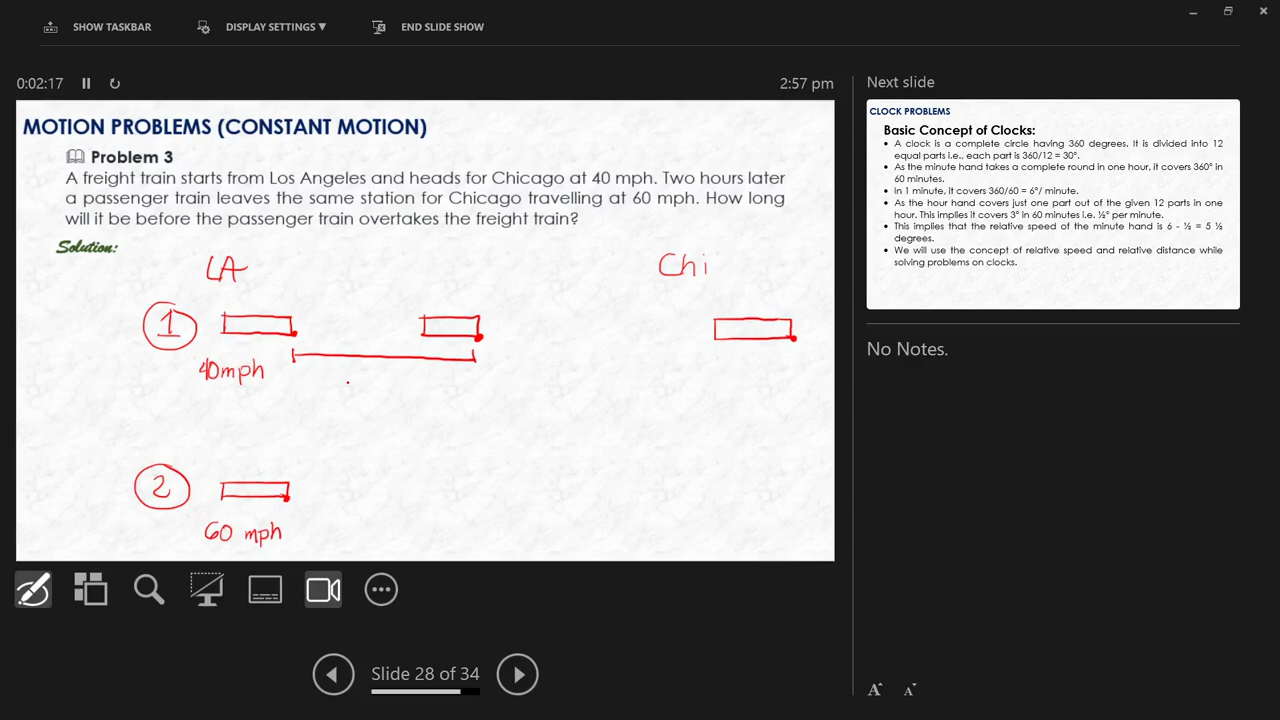 SHOW TASKBAR
DISPLAY SETTINGS ▼
END SLIDE SHOW
0:02:17
2:57 pm
MOTION PROBLEMS (CONSTANT MOTION)
Problem 3
A freight train starts from Los Angeles and heads for Chicago at 40 mph. Two hours later
a passenger train leaves the same station for Chicago travelling at 60 mph. How long
will it be before the passenger train overtakes the freight train?
Solution:
LA
Chi
1
40mph
2
60 mph
Slide 28 of 34
Next slide
CLOCK PROBLEMS
Basic Concept of Clocks:
• A clock is a complete circle having 360 degrees. It is divided into 12
equal parts i.e., each part is 360/12 = 30°.
• As the minute hand takes a complete round in one hour, it covers 360° in
60 minutes.
• In 1 minute, it covers 360/60 = 6°/ minute.
• As the hour hand covers just one part out of the given 12 parts in one
hour. This implies it covers 3° in 60 minutes i.e. ½° per minute.
• This implies that the relative speed of the minute hand is 6 - ½ = 5 ½
degrees.
• We will use the concept of relative speed and relative distance while
solving problems on clocks.
No Notes.
A A